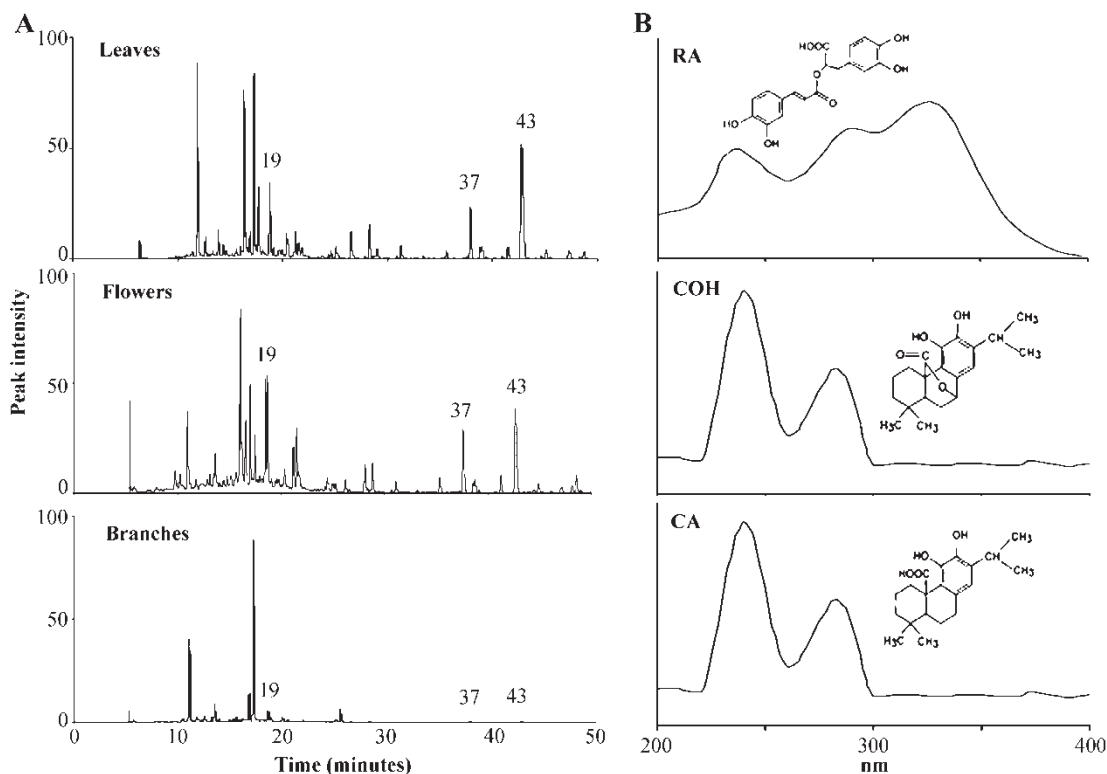 A
Peak intensity
Leaves
100
50
0
19
37
43
Flowers
100
50
0
19
37
43
Branches
100
50
0
19
37
43
0
10
20
30
40
50
Time (minutes)
B
RA
HOOC
OH
OH
O
O
HO
OH
COH
HO
OH
CH
CH3
CH3
O
C
O
H3C
CH3
CA
HO
OH
CH
CH3
CH3
HOOC
H3C
CH3
200
300
400
nm